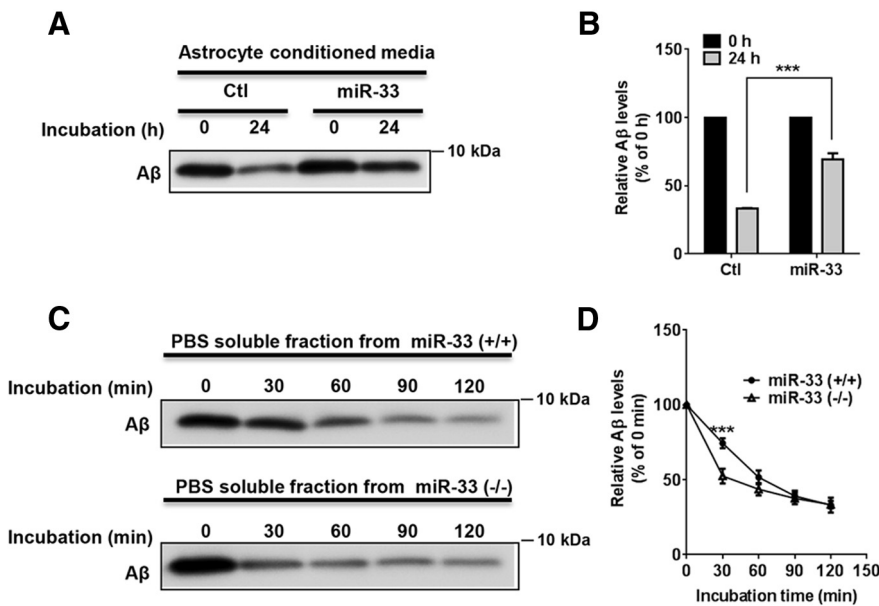 A
Astrocyte conditioned media
Ctl miR-33
Incubation (h) 0 24 0 24
10 kDa
Aβ
B
0 h
24 h
***
Relative Aβ levels
(% of 0 h)
150
100
50
0
Ctl miR-33
C
PBS soluble fraction from miR-33 (+/+)
Incubation (min) 0 30 60 90 120
10 kDa
Aβ
PBS soluble fraction from miR-33 (-/-)
Incubation (min) 0 30 60 90 120
10 kDa
Aβ
D
miR-33 (+/+)
miR-33 (-/-)
***
Relative Aβ levels
(% of 0 min)
150
100
50
0
0 30 60 90 120 150
Incubation time (min)